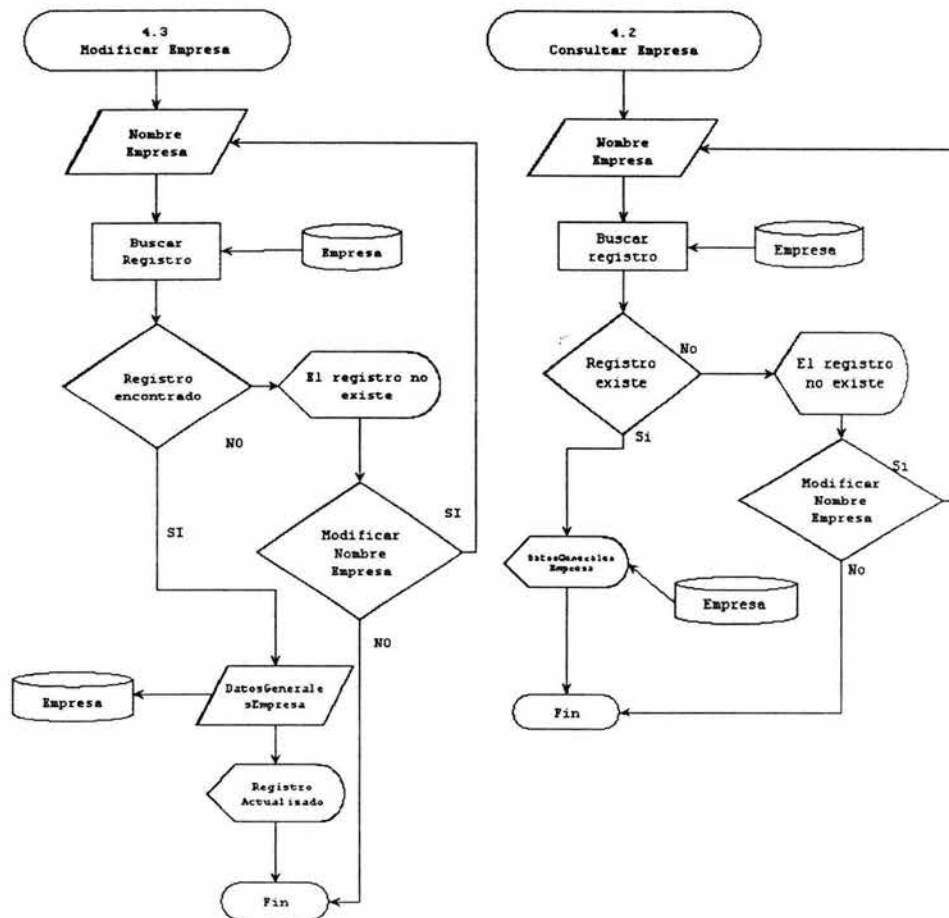 4.3
Modificar Empresa
Nombre
Empresa
Buscar
Registro
Empresa
Registro
encontrado
El registro no
existe
NO
SI
Modificar
Nombre
Empresa
SI
NO
DatosGenerale
sEmpresa
Empresa
Registro
Actualizado
Fin
4.2
Consultar Empresa
Nombre
Empresa
Buscar
registro
Empresa
Registro
existe
No
El registro
no existe
Si
Modificar
Nombre
Empresa
Si
No
DatosGenerales
Empresa
Empresa
Fin